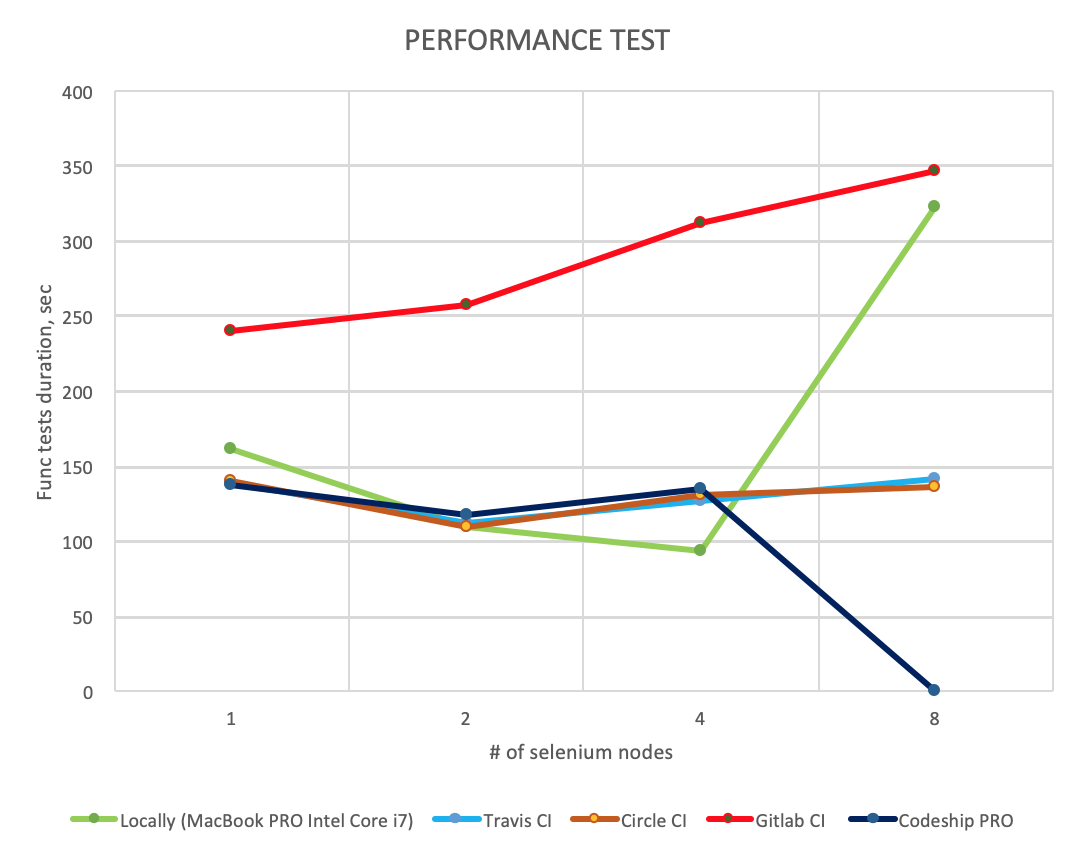 PERFORMANCE TEST
400
350
300
250
200
150
100
50
0
Func tests duration, sec
1 2 4 8
# of selenium nodes
Locally (MacBook PRO Intel Core i7) Travis CI Circle CI Gitlab CI Codeship PRO